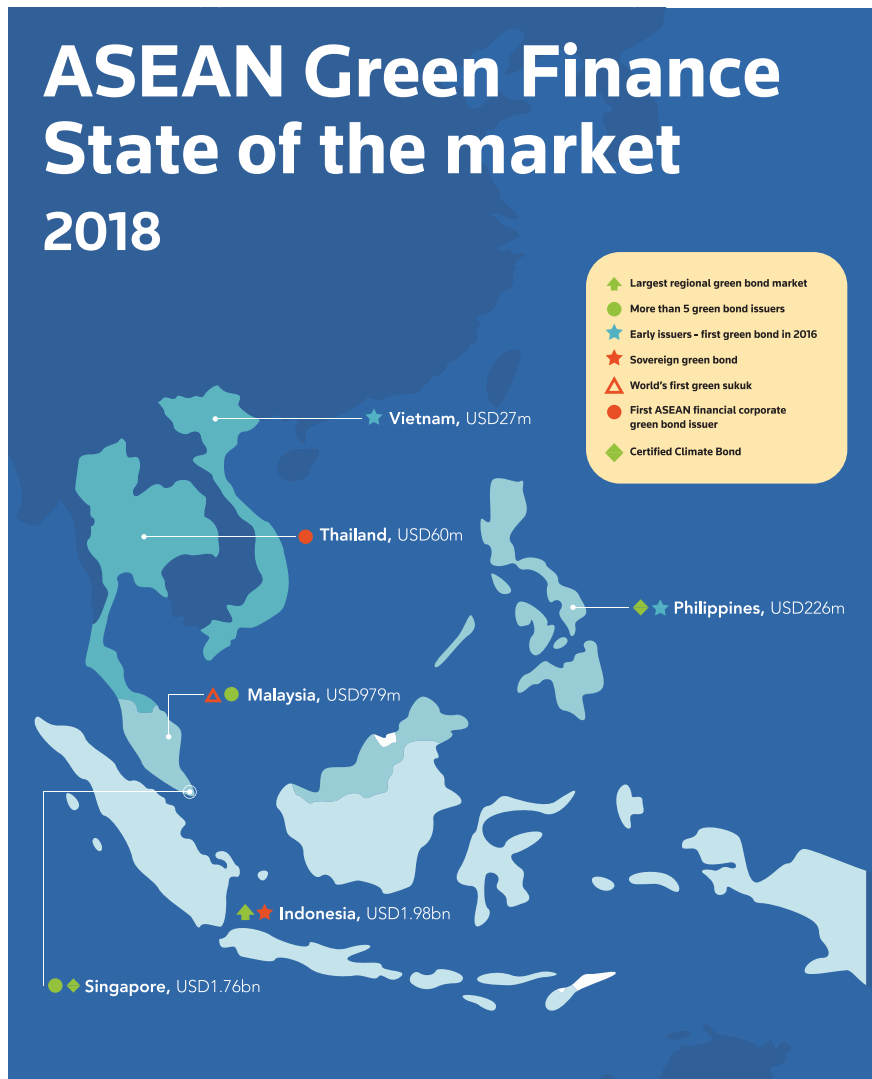 ASEAN Green Finance
State of the market
2018
Largest regional green bond market
More than 5 green bond issuers
Early issuers - first green bond in 2016
Sovereign green bond
World's first green sukuk
First ASEAN financial corporate
green bond issuer
Certified Climate Bond
Vietnam, USD27m
Thailand, USD60m
Philippines, USD226m
Malaysia, USD979m
Indonesia, USD1.98bn
Singapore, USD1.76bn